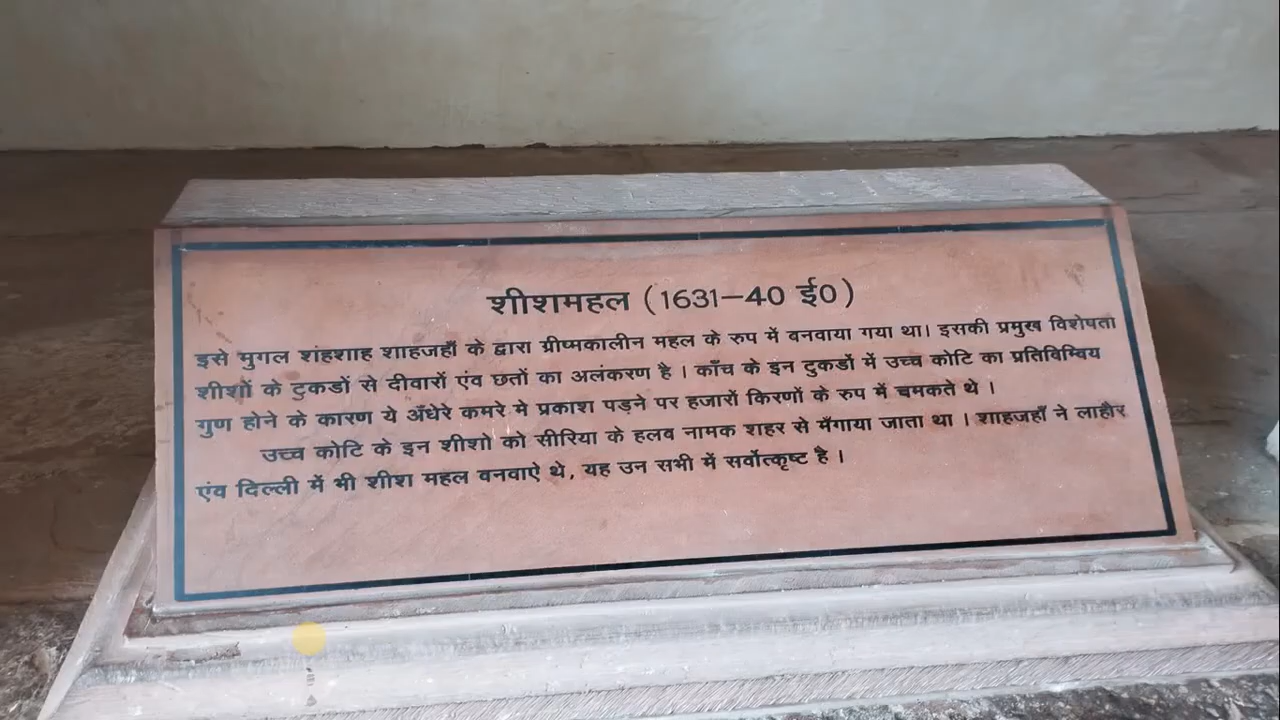 शीशमहल (1631–40 ई0)
इसे मुगल शंहशाह शाहजहाँ के द्वारा ग्रीष्मकालीन महल के रुप में बनवाया गया था। इसकी प्रमुख विशेषता
शीशों के टुकडों से दीवारों एंव छतों का अलंकरण है । काँच के इन टुकडों में उच्च कोटि का प्रतिविम्विय
गुण होने के कारण ये अँधेरे कमरे मे प्रकाश पड़ने पर हजारों किरणों के रुप में चमकते थे ।
उच्च कोटि के इन शीशो को सीरिया के हलब नामक शहर से मँगाया जाता था । शाहजहाँ ने लाहौर
एंव दिल्ली में भी शीश महल बनवाऐ थे, यह उन सभी में सर्वोत्कृष्ट है ।